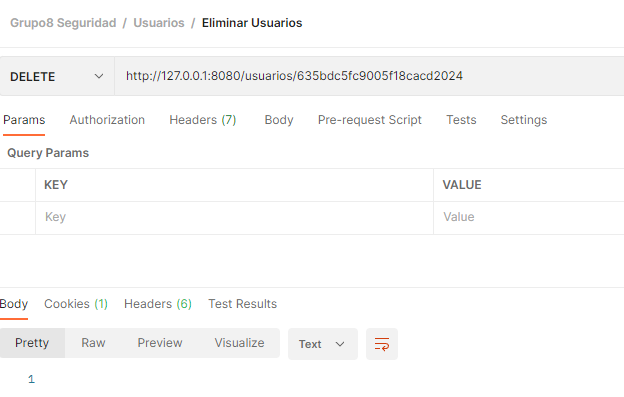 Grupo8 Seguridad / Usuarios / Eliminar Usuarios
DELETE http://127.0.0.1:8080/usuarios/635bdc5fc9005f18cacd2024
Params Authorization Headers (7) Body Pre-request Script Tests Settings
Query Params
KEY VALUE
Key Value
Body Cookies (1) Headers (6) Test Results
Pretty Raw Preview Visualize Text
1